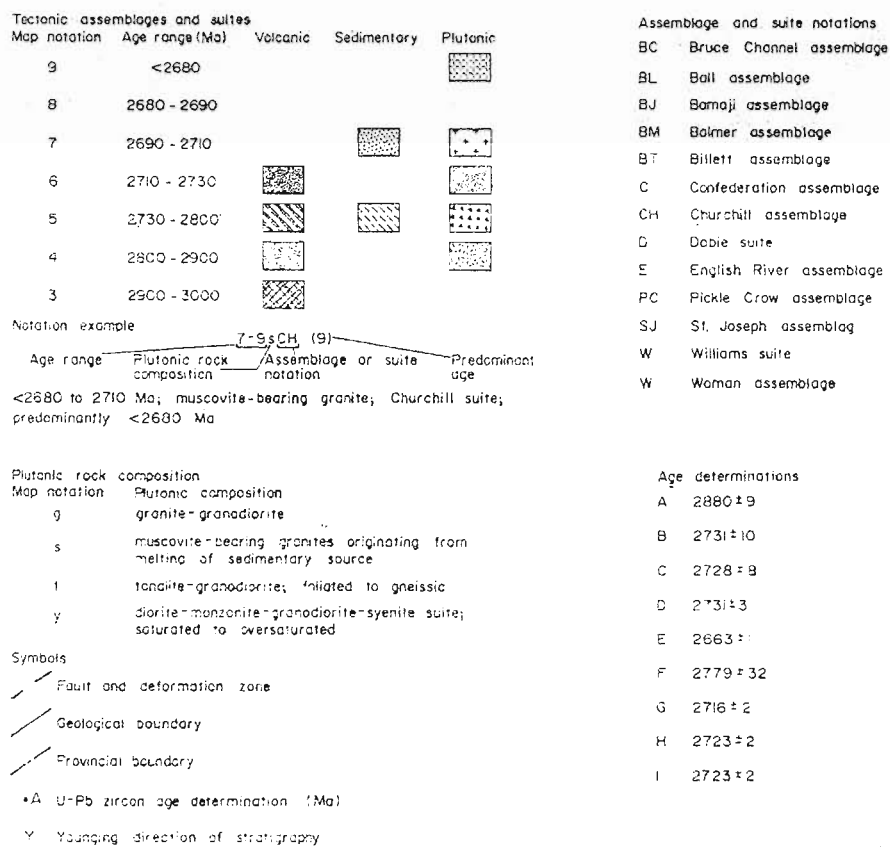 Tectonic assemblages and suites
Map notation Age range (Ma) Volcanic Sedimentary Plutonic
9 <2680
8 2680 - 2690
7 2690 - 2710
6 2710 - 2730
5 2730 - 2800
4 2800 - 2900
3 2900 - 3000
Notation example
7-9sCH (9)
Age range Plutonic rock composition Assemblage or suite notation Predominant age
<2680 to 2710 Ma; muscovite-bearing granite; Churchill suite;
predominantly <2680 Ma
Plutonic rock composition
Map notation Plutonic composition
g granite-granodiorite
s muscovite-bearing granites originating from
melting of sedimentary source
t tonalite-granodiorite; foliated to gneissic
y diorite-monzonite-granodiorite-syenite suite;
saturated to oversaturated
Symbols
Fault and deformation zone
Geological boundary
Provincial boundary
•A U-Pb zircon age determination (Ma)
Y Younging direction of stratigraphy
Assemblage and suite notations
BC Bruce Channel assemblage
BL Ball assemblage
BJ Bamaji assemblage
BM Balmer assemblage
BT Billett assemblage
C Confederation assemblage
CH Churchill assemblage
D Dobie suite
E English River assemblage
PC Pickle Crow assemblage
SJ St. Joseph assemblag
W Williams suite
W Woman assemblage
Age determinations
A 2880 ± 9
B 2731 ± 10
C 2728 ± 8
D 2731 ± 3
E 2663 ±
F 2779 ± 32
G 2716 ± 2
H 2723 ± 2
I 2723 ± 2